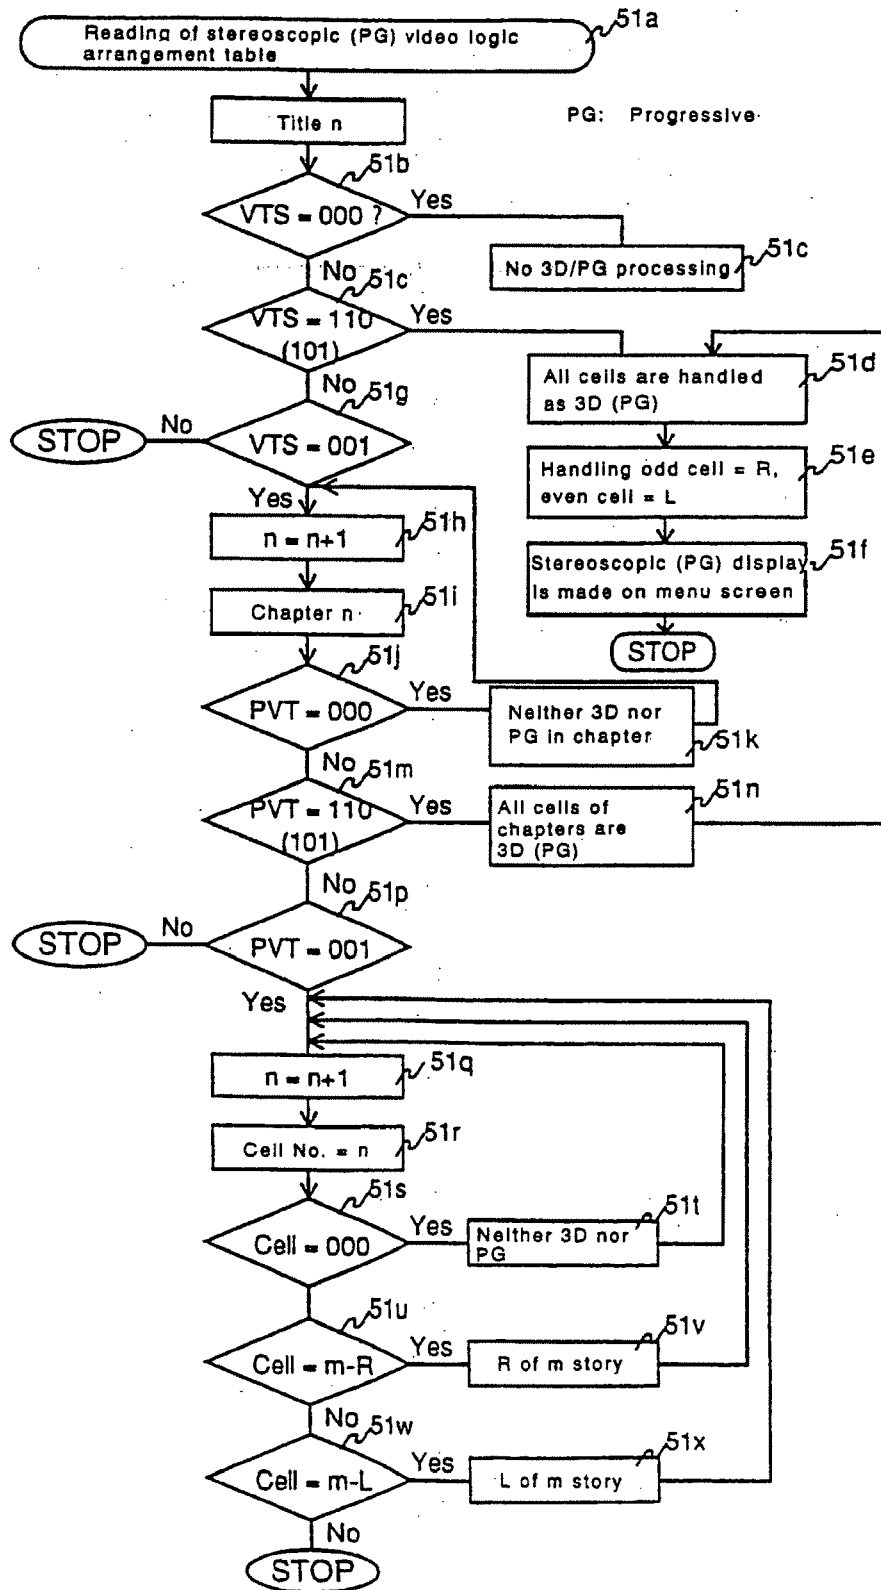 51a
Reading of stereoscopic (PG) video logic
arrangement table
Title n
PG: Progressive
51b
VTS = 000 ?
Yes
No
No 3D/PG processing
51c
51c
VTS = 110
(101)
Yes
No
All cells are handled
as 3D (PG)
51d
51g
STOP
No
VTS = 001
Yes
Handling odd cell = R,
even cell = L
51e
n = n+1
51h
Stereoscopic (PG) display
is made on menu screen
51f
STOP
Chapter n
51i
51j
PVT = 000
Yes
No
Neither 3D nor
PG in chapter
51k
51m
PVT = 110
(101)
Yes
No
All cells of
chapters are
3D (PG)
51n
51p
STOP
No
PVT = 001
Yes
n = n+1
51q
Cell No. = n
51r
51s
Cell = 000
Yes
Neither 3D nor
PG
51t
51u
Cell = m-R
Yes
No
R of m story
51v
51w
Cell = m-L
Yes
L of m story
51x
No
STOP